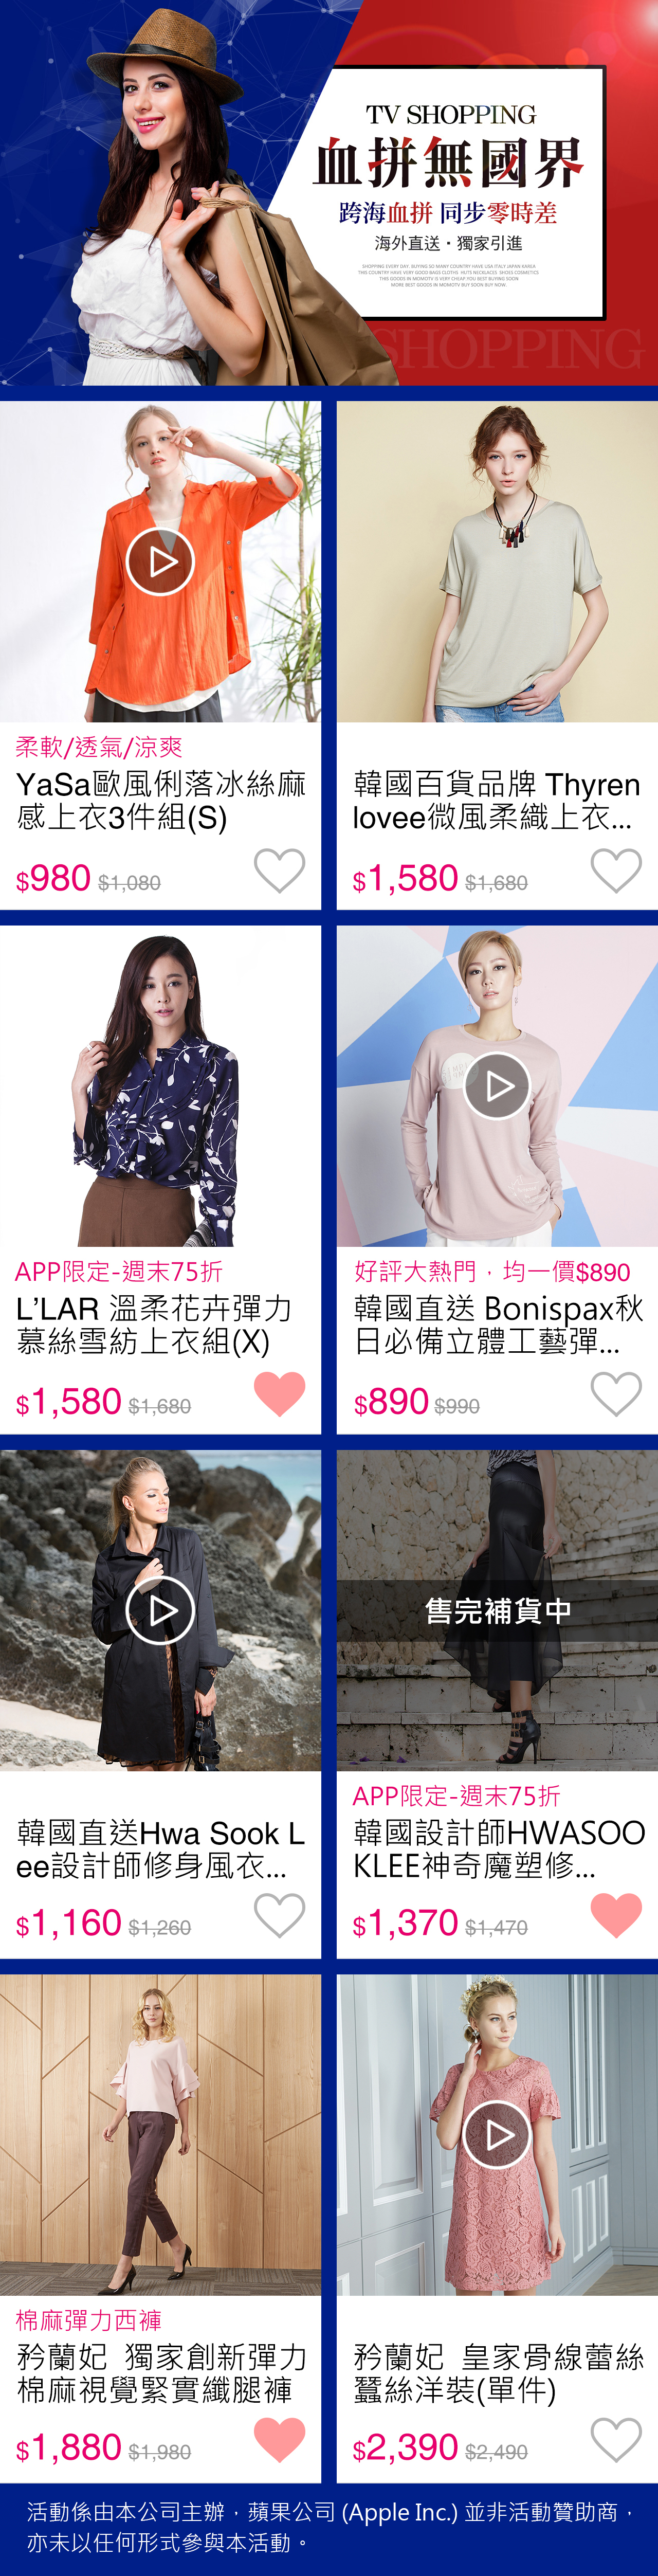 TV SHOPPING
血拼無國界
跨海血拼 同步零時差
海外直送・獨家引進
SHOPPING EVERY DAY. BUYING SO MANY COUNTRY HAVE USA ITALY JAPAN KAREA
THIS COUNTRY HAVE VERY GOOD BAGS CLOTHS HUTS NECKLACES SHOES COSMETICS
THIS GOODS IN MOMOTV IS VERY CHEAP YOU BEST BUYING SOON
MORE BEST GOODS IN MOMOTV BUY SOON BUY NOW.
SHOPPING
柔軟/透氣/涼爽
YaSa歐風俐落冰絲麻
感上衣3件組(S)
$980 $1,080
韓國百貨品牌 Thyren
lovee微風柔織上衣...
$1,580 $1,680
APP限定-週末75折
L’LAR 溫柔花卉彈力
慕絲雪紡上衣組(X)
$1,580 $1,680
好評大熱門，均一價$890
韓國直送 Bonispax秋
日必備立體工藝彈...
$890 $990
韓國直送Hwa Sook L
ee設計師修身風衣...
$1,160 $1,260
售完補貨中
APP限定-週末75折
韓國設計師HWASOO
KLEE神奇魔塑修...
$1,370 $1,470
棉麻彈力西褲
矜蘭妃 獨家創新彈力
棉麻視覺緊實纖腿褲
$1,880 $1,980
矜蘭妃 皇家骨線蕾絲
蠶絲洋裝(單件)
$2,390 $2,490
活動係由本公司主辦，蘋果公司 (Apple Inc.) 並非活動贊助商，
亦未以任何形式參與本活動。